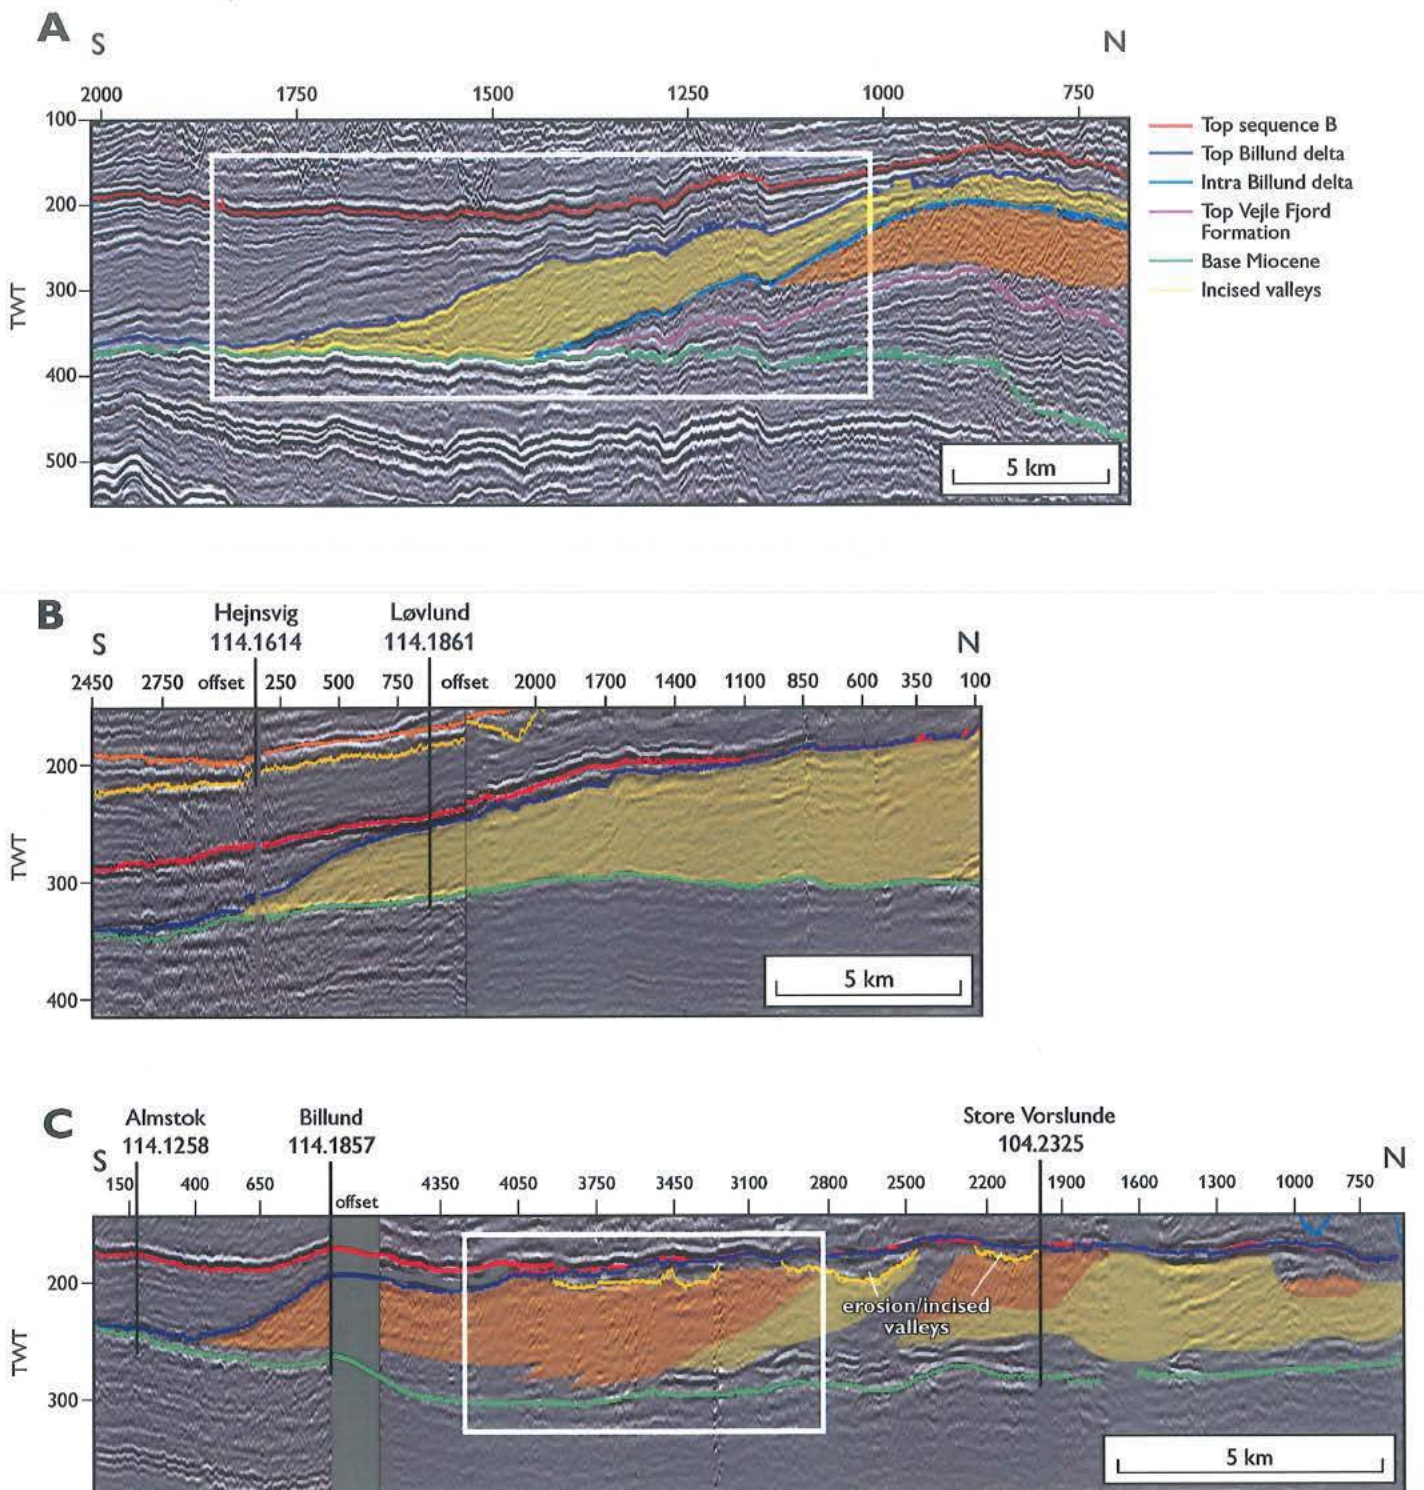 A
S
N
2000 1750 1500 1250 1000 750
Top sequence B
Top Billund delta
Intra Billund delta
Top Vejle Fjord
Formation
Base Miocene
Incised valleys
100
200
300
400
500
TWT
5 km
B
S
N
Hejnsvig
114.1614
Løvlund
114.1861
2450 2750 offset 250 500 750 offset 2000 1700 1400 1100 850 600 350 100
200
300
400
TWT
5 km
C
S
N
Almstok
114.1258
Billund
114.1857
Store Vorslunde
104.2325
150 400 650 offset 4350 4050 3750 3450 3100 2800 2500 2200 1900 1600 1300 1000 750
200
300
TWT
erosion/incised
valleys
5 km